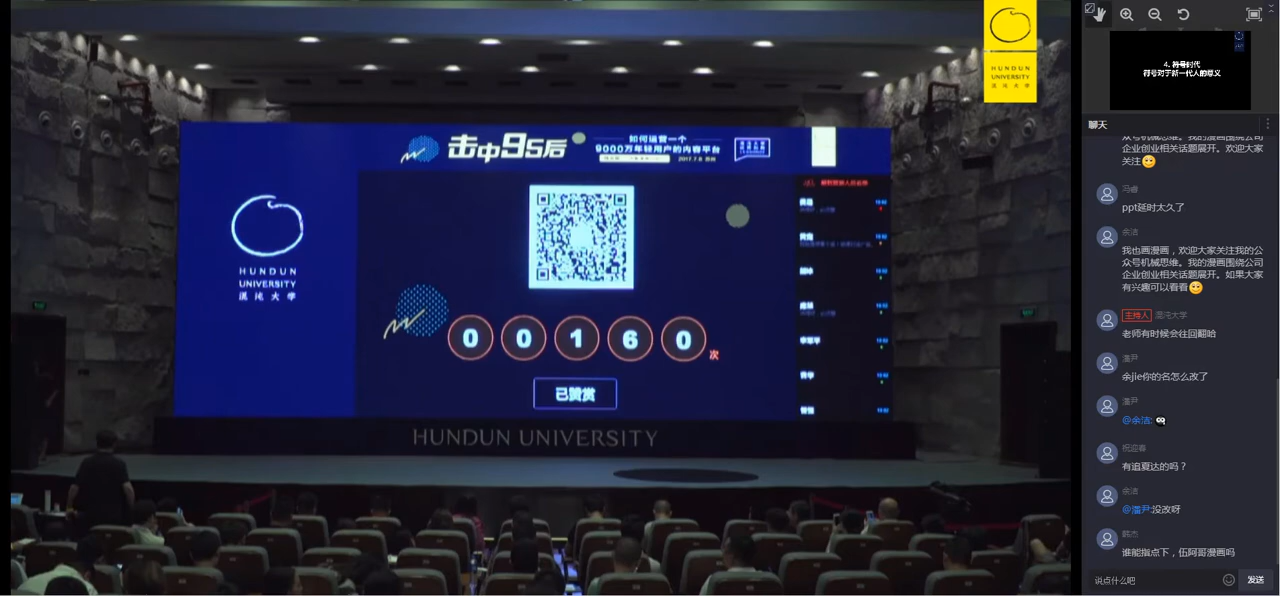 HUNDUN
UNIVERSITY
混沌大学
击中95后
如何运营一个
9000万年轻用户的内容平台
2017.7.8
HUNDUN
UNIVERSITY
混沌大学
0 0 1 6 0 次
已赞赏
HUNDUN UNIVERSITY
4. 符号时代
符号对于新一代人的意义
聊天
众号机械思维。我的漫画围绕公司
企业创业相关话题展开。欢迎大家
关注
冯睿
ppt延时太久了
余洁
我也画漫画，欢迎大家关注我的公
众号机械思维。我的漫画围绕公司
企业创业相关话题展开。如果大家
有兴趣可以看看
主持人 混沌大学
老师有时候会往回翻哈
潘尹
余jie你的名怎么改了
潘尹
@余洁:
祝迎春
有追夏达的吗？
余洁
@潘尹:没改呀
韩杰
谁能指点下，伍阿哥漫画吗
说点什么吧
发送